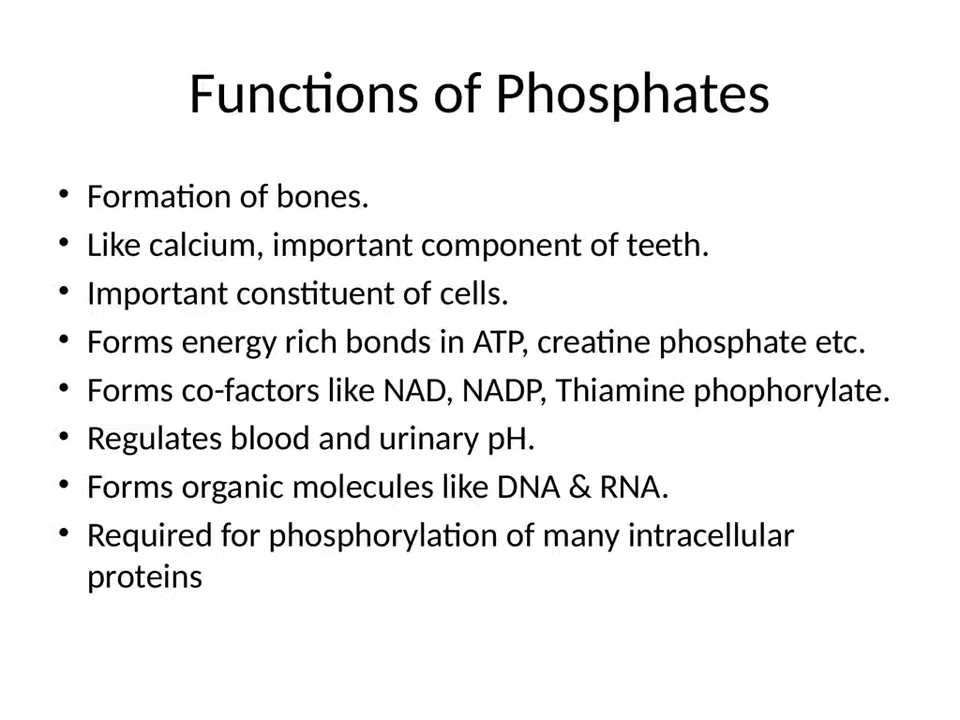 Functions of Phosphates
• Formation of bones.
• Like calcium, important component of teeth.
• Important constituent of cells.
• Forms energy rich bonds in ATP, creatine phosphate etc.
• Forms co-factors like NAD, NADP, Thiamine phophorylate.
• Regulates blood and urinary pH.
• Forms organic molecules like DNA & RNA.
• Required for phosphorylation of many intracellular
proteins